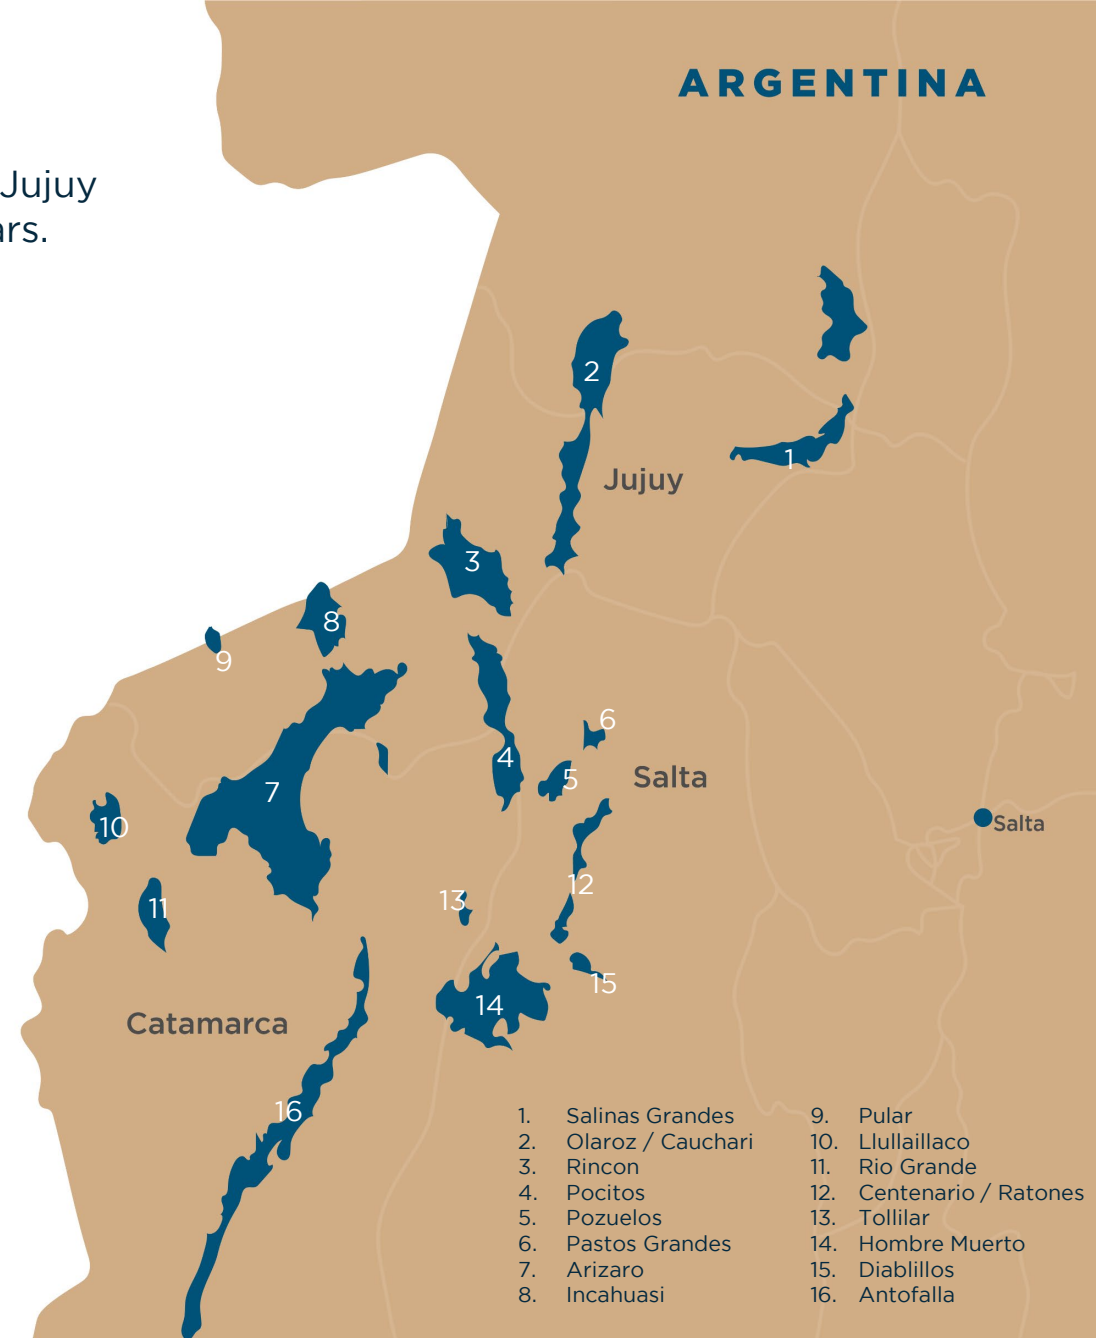 ARGENTINA
Jujuy
ars.
2
1
Jujuy
3
8
9
6
4
5
Salta
7
10
Salta
12
13
11
15
14
Catamarca
16
1. Salinas Grandes
2. Olaroz / Cauchari
3. Rincon
4. Pocitos
5. Pozuelos
6. Pastos Grandes
7. Arizaro
8. Incahuasi
9. Pular
10. Llullaillaco
11. Rio Grande
12. Centenario / Ratones
13. Tollilar
14. Hombre Muerto
15. Diablillos
16. Antofalla